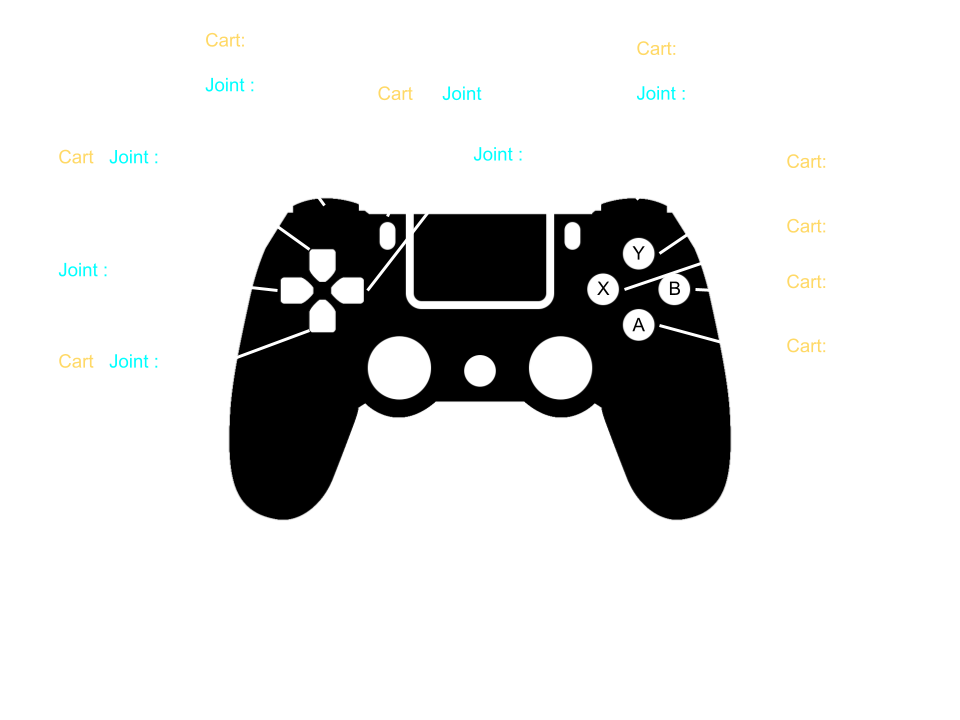 Cart:
Cart:
Joint :
Cart Joint
Joint :
Joint :
Cart Joint :
Cart:
Cart:
Y
Joint :
Cart:
X B
A
Cart:
Cart Joint :